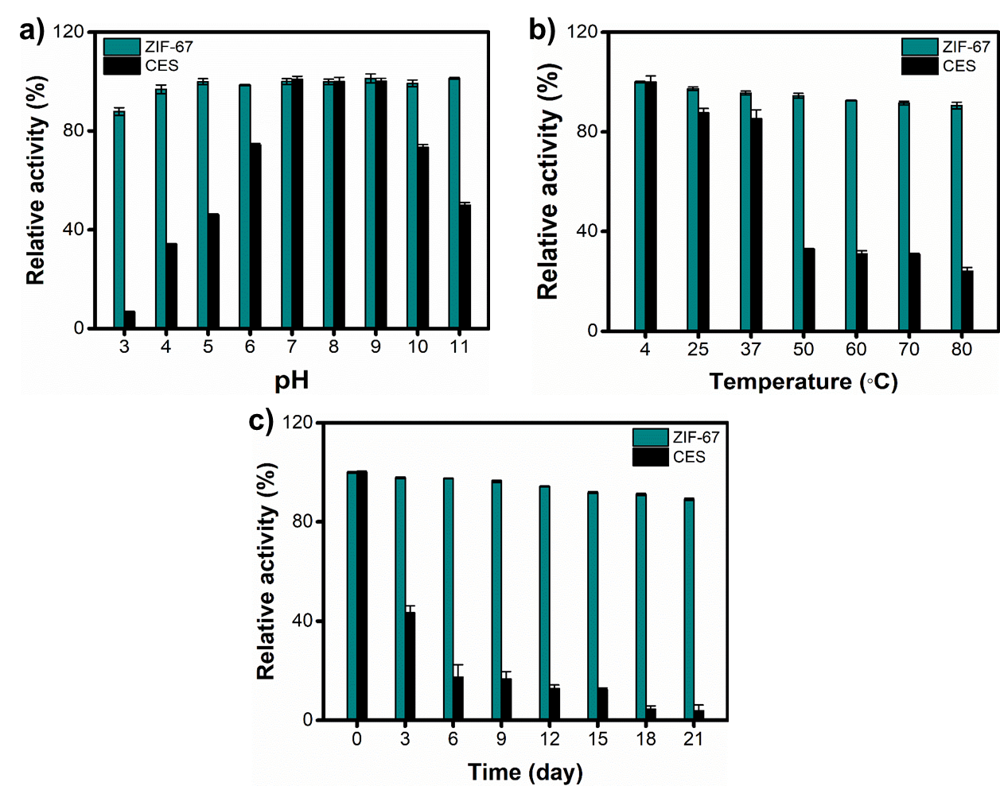 a)
120
80
40
0
Relative activity (%)
ZIF-67
CES
3 4 5 6 7 8 9 10 11
pH
b)
120
80
40
0
Relative activity (%)
ZIF-67
CES
4 25 37 50 60 70 80
Temperature (◦C)
c)
120
80
40
0
Relative activity (%)
ZIF-67
CES
0 3 6 9 12 15 18 21
Time (day)